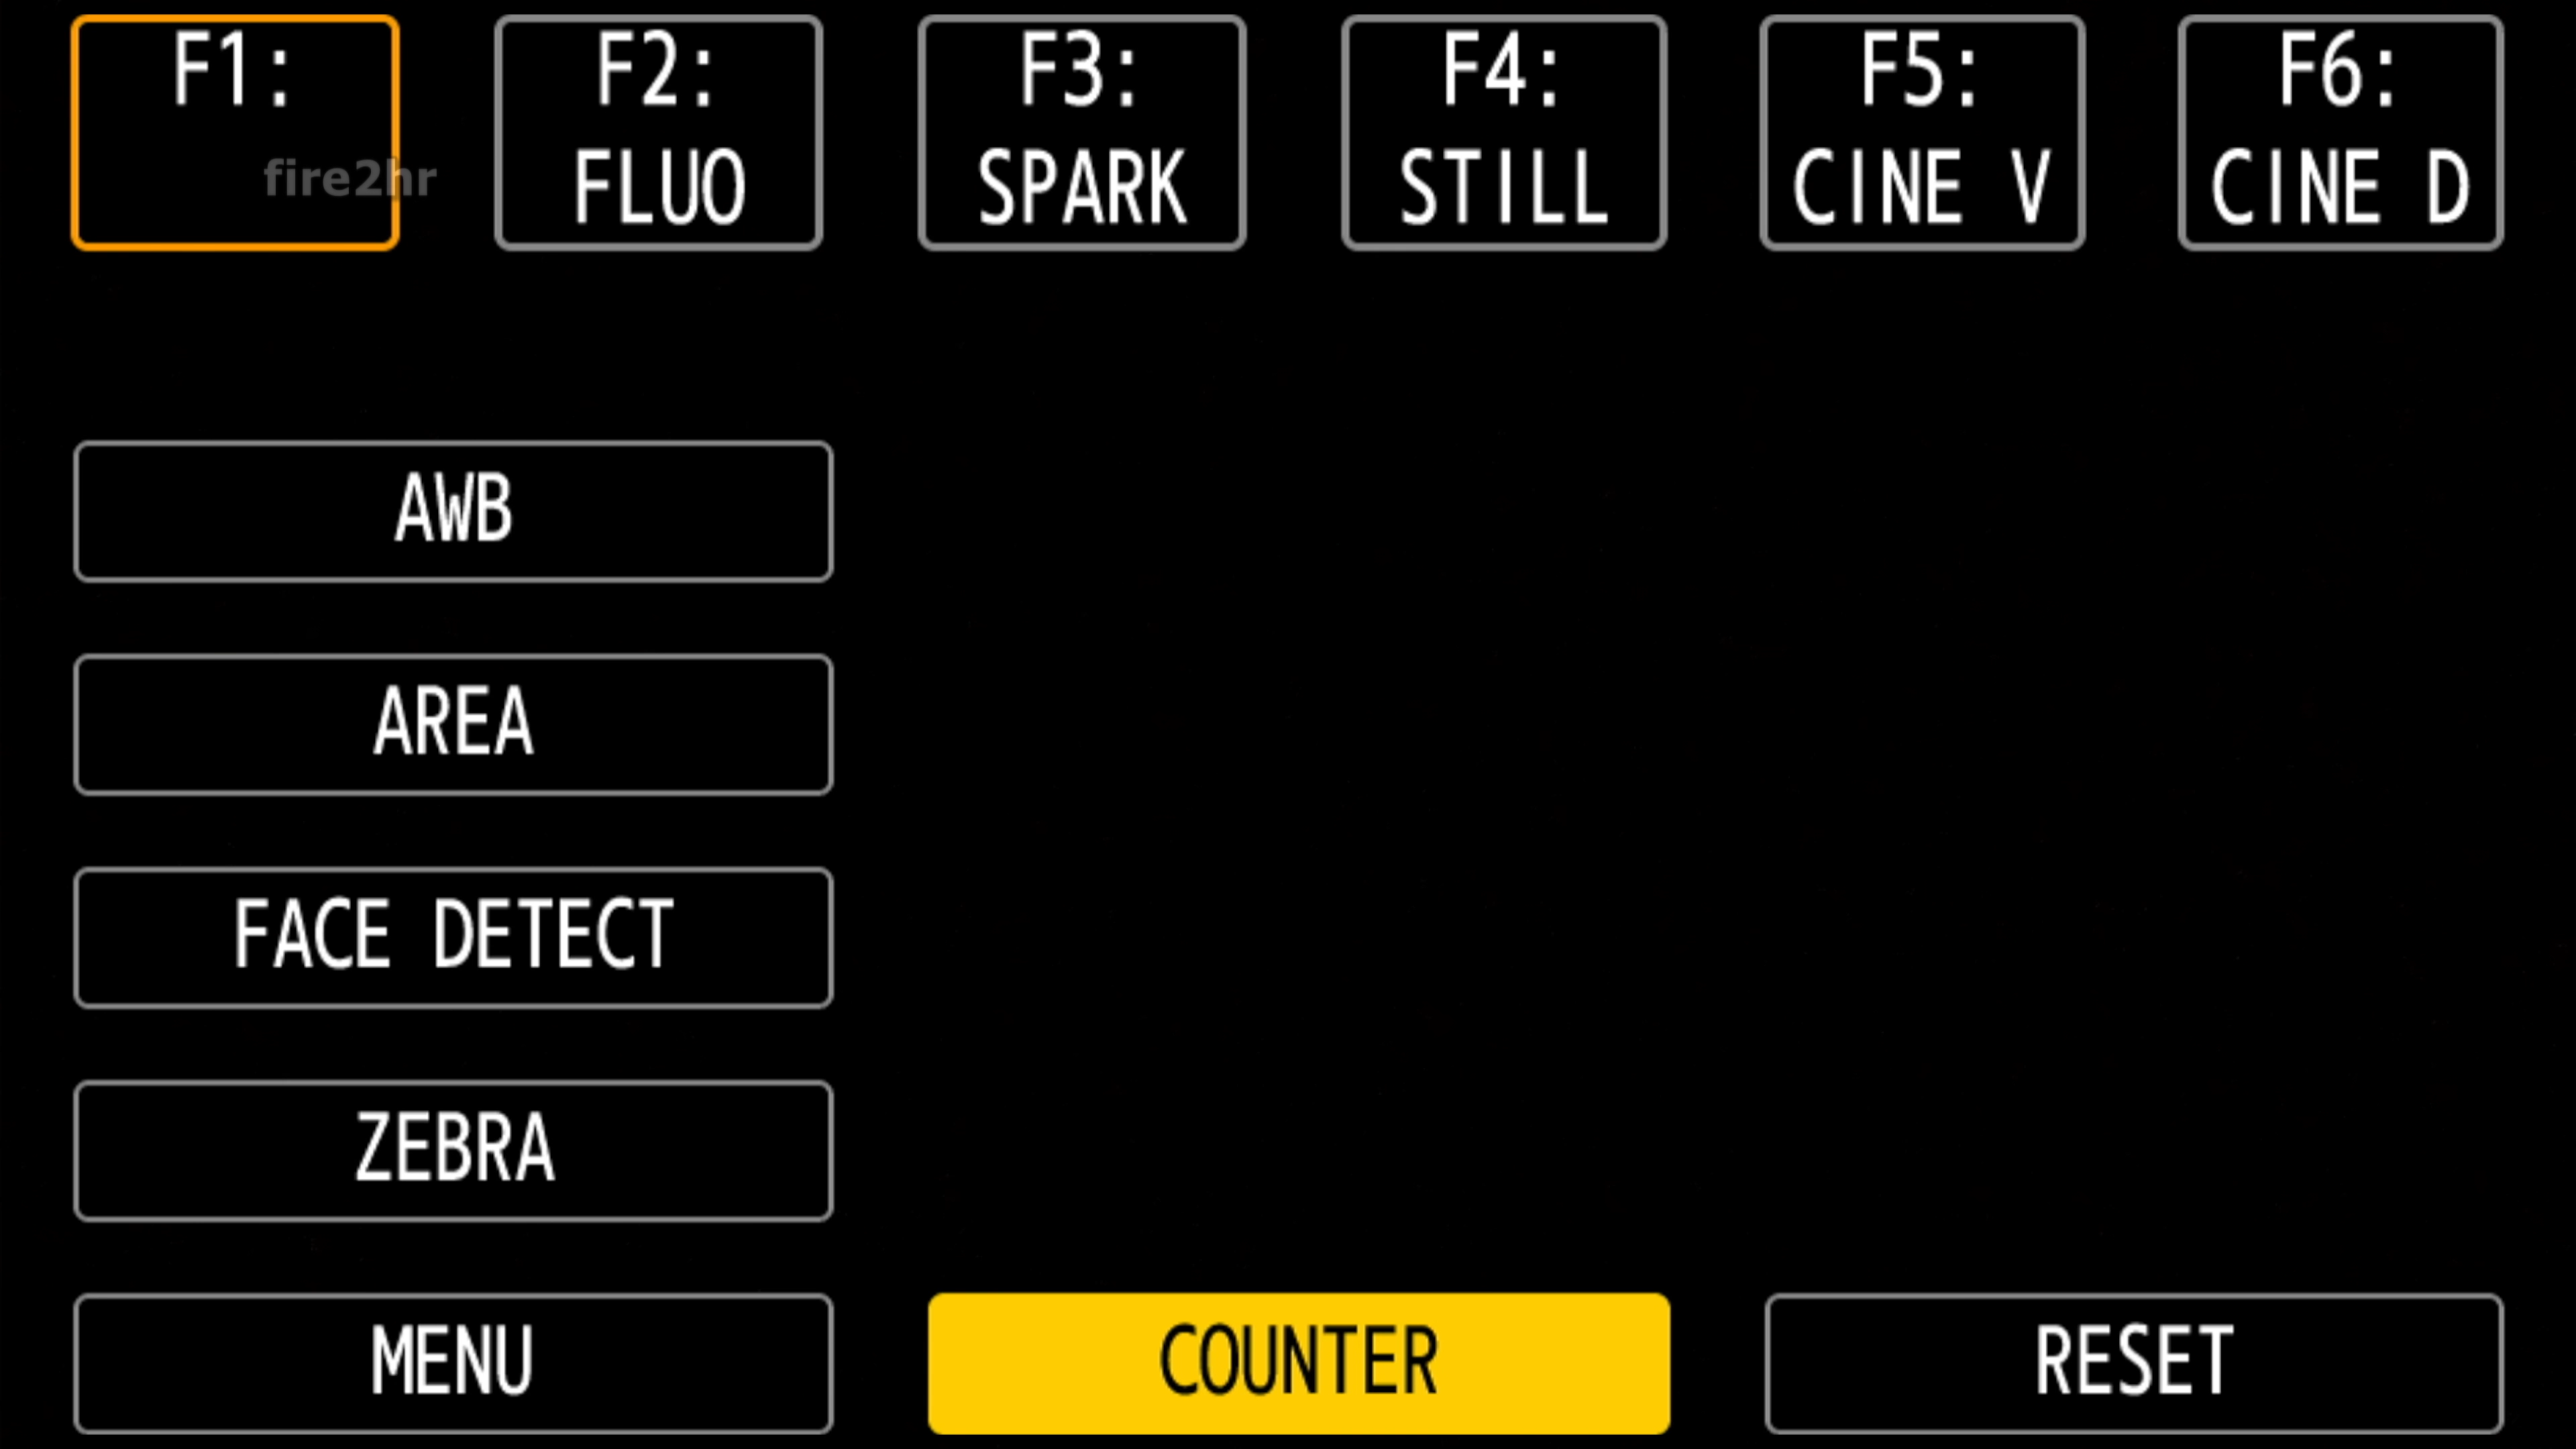 F1:
F2:
FLUO
F3:
SPARK
F4:
STILL
F5:
CINE V
F6:
CINE D
fire2hr
AWB
AREA
FACE DETECT
ZEBRA
MENU
COUNTER
RESET